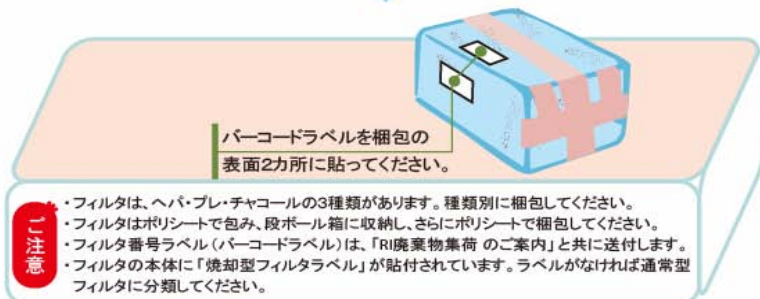 バーコードラベルを梱包の
表面2カ所に貼ってください。
ご注意
・フィルタは、ヘパ・プレ・チャコールの3種類があります。種類別に梱包してください。
・フィルタはポリシートで包み、段ボール箱に収納し、さらにポリシートで梱包してください。
・フィルタ番号ラベル(バーコードラベル)は、「RI廃棄物集荷 のご案内」と共に送付します。
・フィルタの本体に「焼却型フィルタラベル」が貼付されています。ラベルがなければ通常型
フィルタに分類してください。